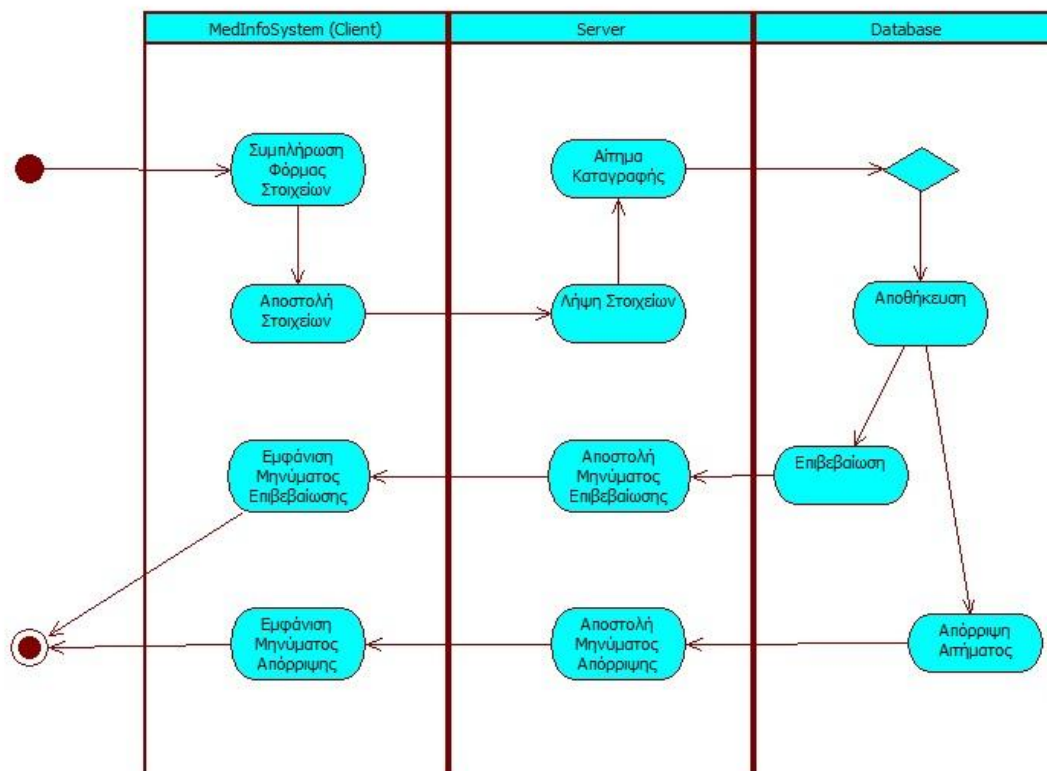 MedInfoSystem (Client)
Server
Database
Συμπλήρωση
Φόρμας
Στοιχείων
Αίτημα
Καταγραφής
Αποστολή
Στοιχείων
Λήψη Στοιχείων
Αποθήκευση
Εμφάνιση
Μηνύματος
Επιβεβαίωσης
Αποστολή
Μηνύματος
Επιβεβαίωσης
Επιβεβαίωση
Εμφάνιση
Μηνύματος
Απόρριψης
Αποστολή
Μηνύματος
Απόρριψης
Απόρριψη
Αιτήματος